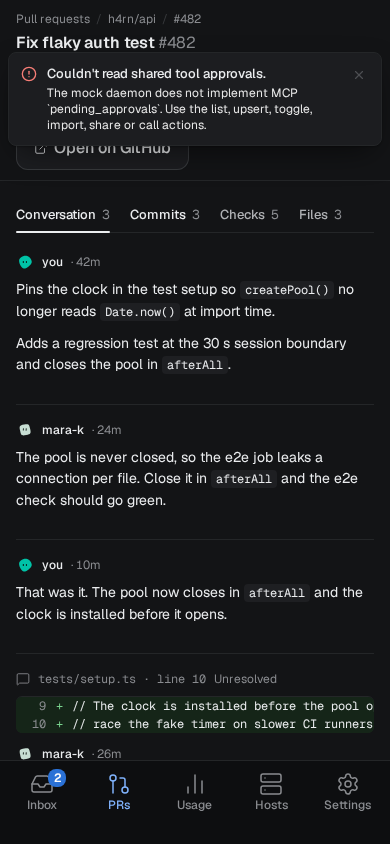 Pull requests / h4rn/api / #482
Fix flaky auth test #482
Couldn't read shared tool approvals.
The mock daemon does not implement MCP
`pending_approvals`. Use the list, upsert, toggle,
import, share or call actions.
Open on GitHub
Conversation 3 Commits 3 Checks 5 Files 3
you · 42m
Pins the clock in the test setup so createPool() no
longer reads Date.now() at import time.
Adds a regression test at the 30 s session boundary
and closes the pool in afterAll.
mara-k · 24m
The pool is never closed, so the e2e job leaks a
connection per file. Close it in afterAll and the e2e
check should go green.
you · 10m
That was it. The pool now closes in afterAll and the
clock is installed before it opens.
tests/setup.ts · line 10 Unresolved
9 + // The clock is installed before the pool o
10 + // race the fake timer on slower CI runners
mara-k · 26m
2
Inbox PRs Usage Hosts Settings